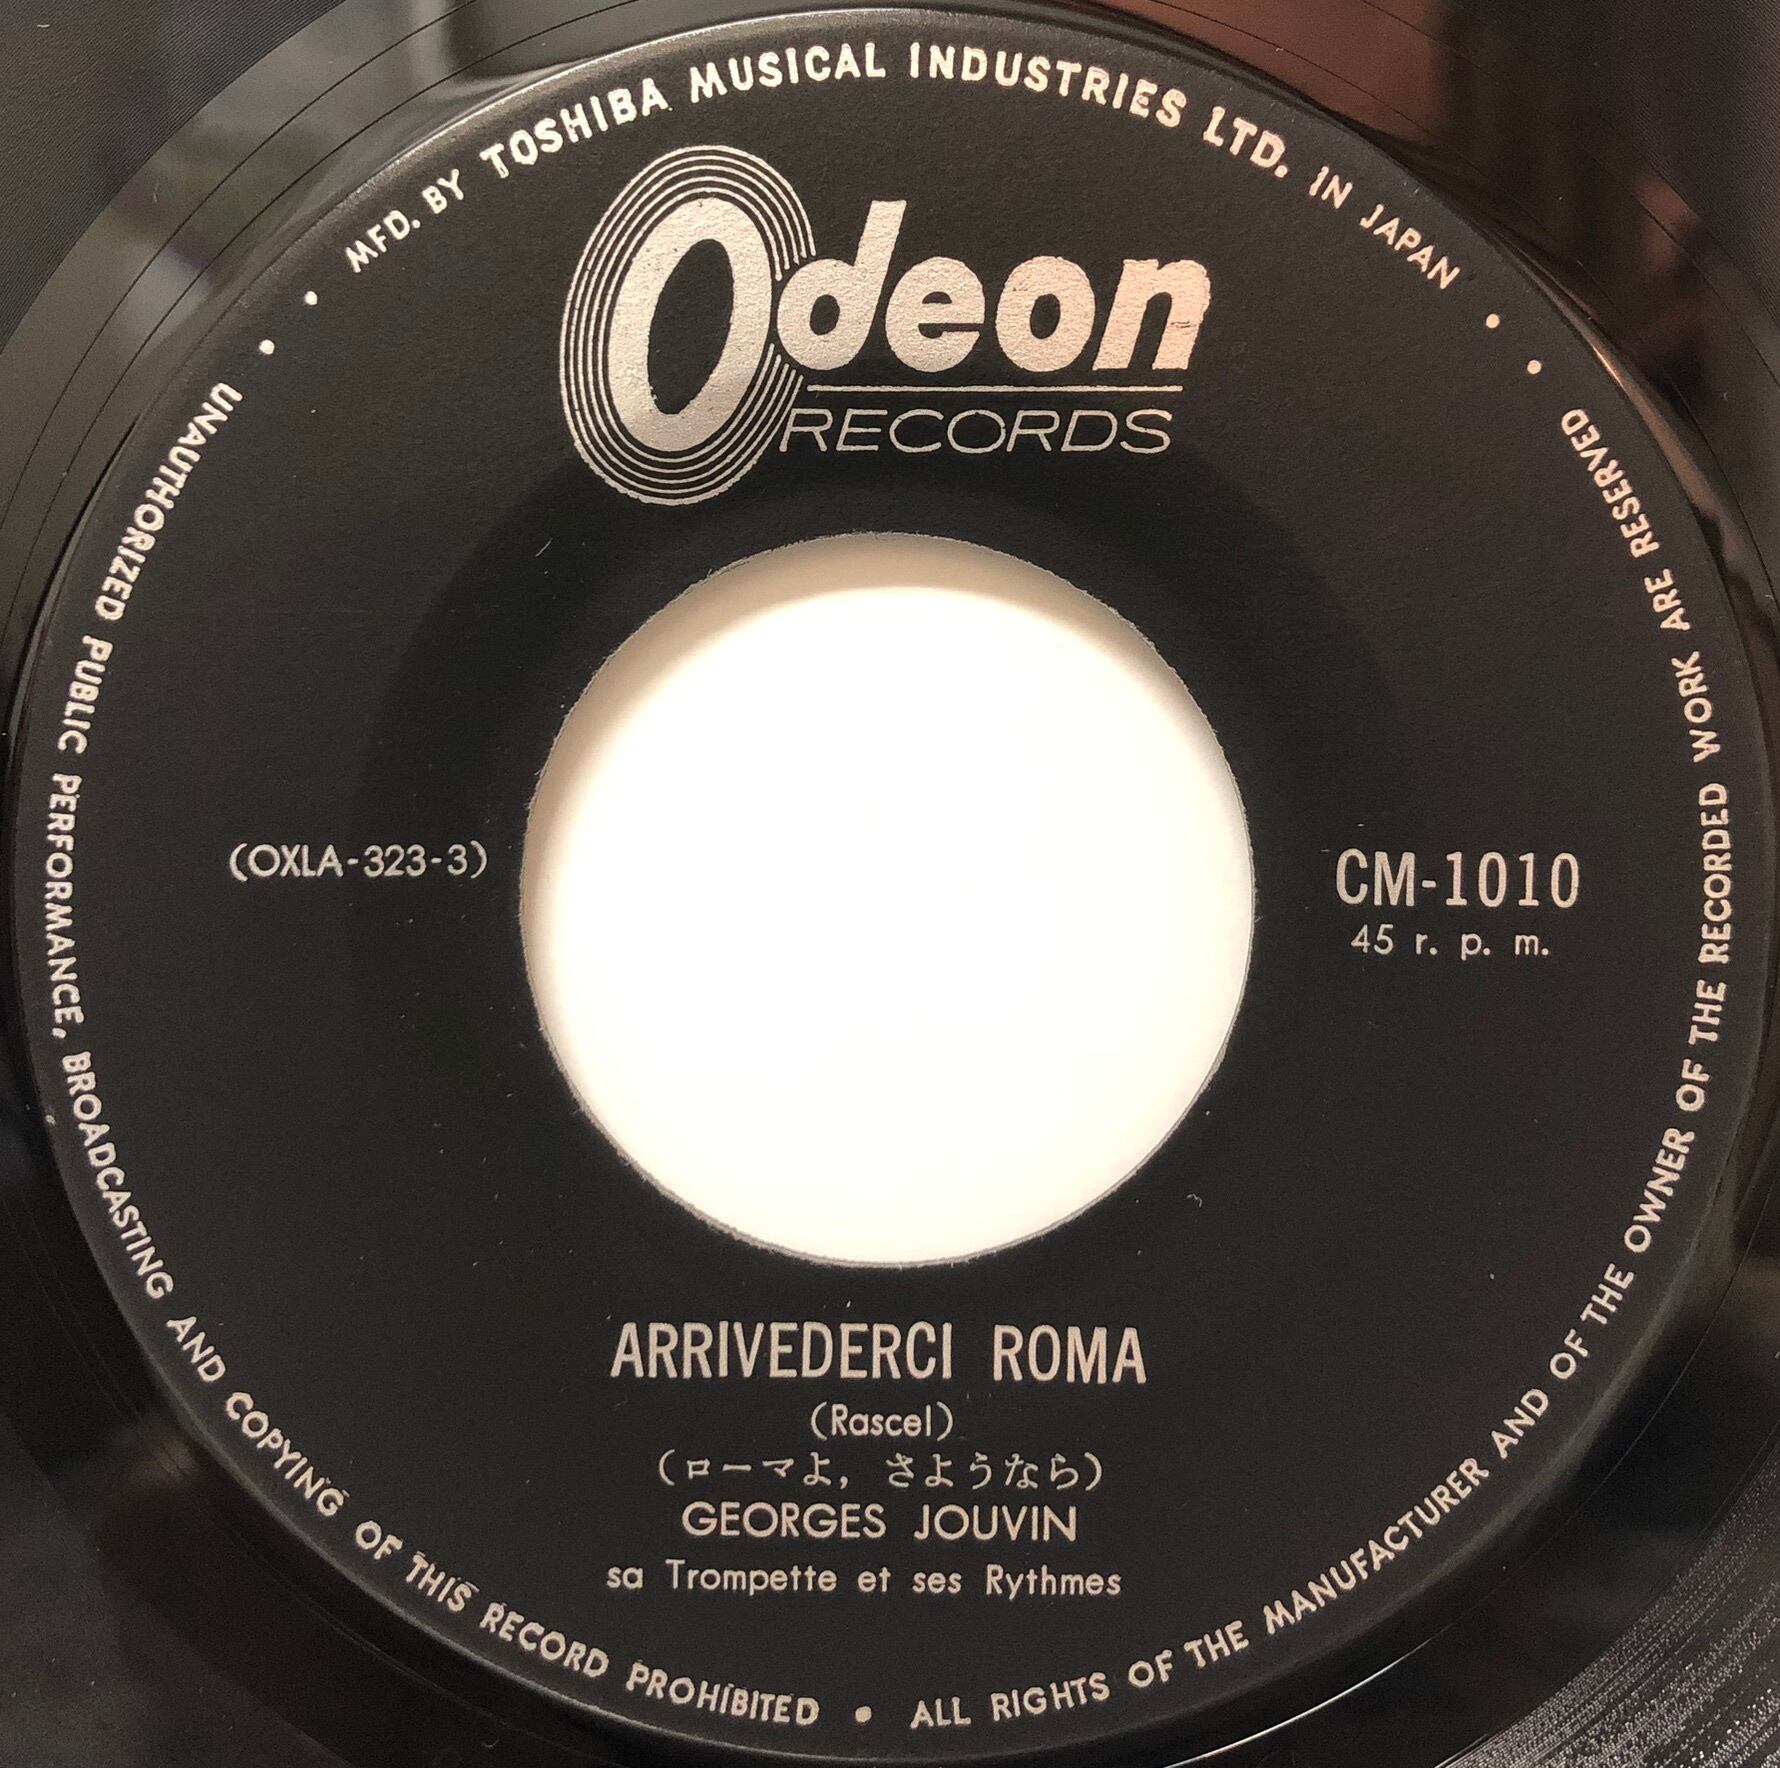 MFD. BY TOSHIBA MUSICAL INDUSTRIES LTD. IN JAPAN
Odeon
RECORDS
(OXLA-323-3)
CM-1010
45 r. p. m.
ARRIVEDERCI ROMA
(Rascel)
(ローマよ, さようなら)
GEORGES JOUVIN
sa Trompette et ses Rythmes
UNAUTHORIZED PUBLIC PERFORMANCE, BROADCASTING AND COPYING OF THIS RECORD PROHIBITED • ALL RIGHTS OF THE MANUFACTURER AND OF THE OWNER OF THE RECORDED WORK ARE RESERVED